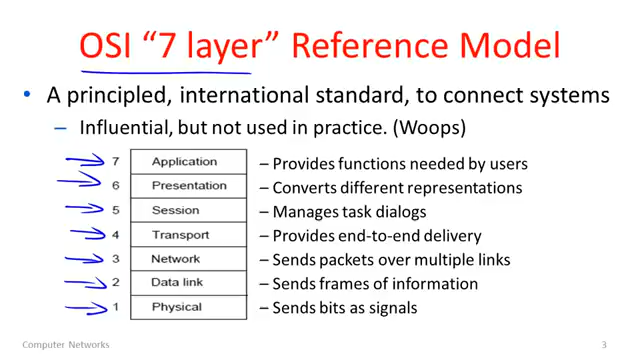 OSI “7 layer” Reference Model
• A principled, international standard, to connect systems
– Influential, but not used in practice. (Woops)
7 Application – Provides functions needed by users
6 Presentation – Converts different representations
5 Session – Manages task dialogs
4 Transport – Provides end-to-end delivery
3 Network – Sends packets over multiple links
2 Data link – Sends frames of information
1 Physical – Sends bits as signals
Computer Networks 3